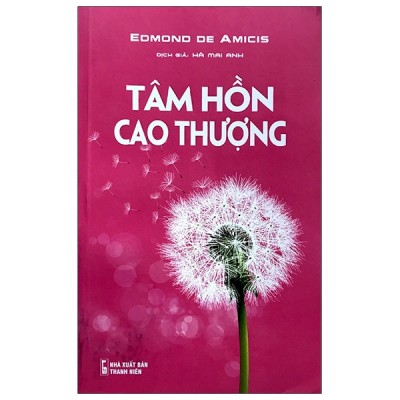 EDMOND DE AMICIS
DỊCH GIẢ: HÀ MAI ANH
TÂM HỒN
CAO THƯỢNG
NHÀ XUẤT BẢN
THANH NIÊN